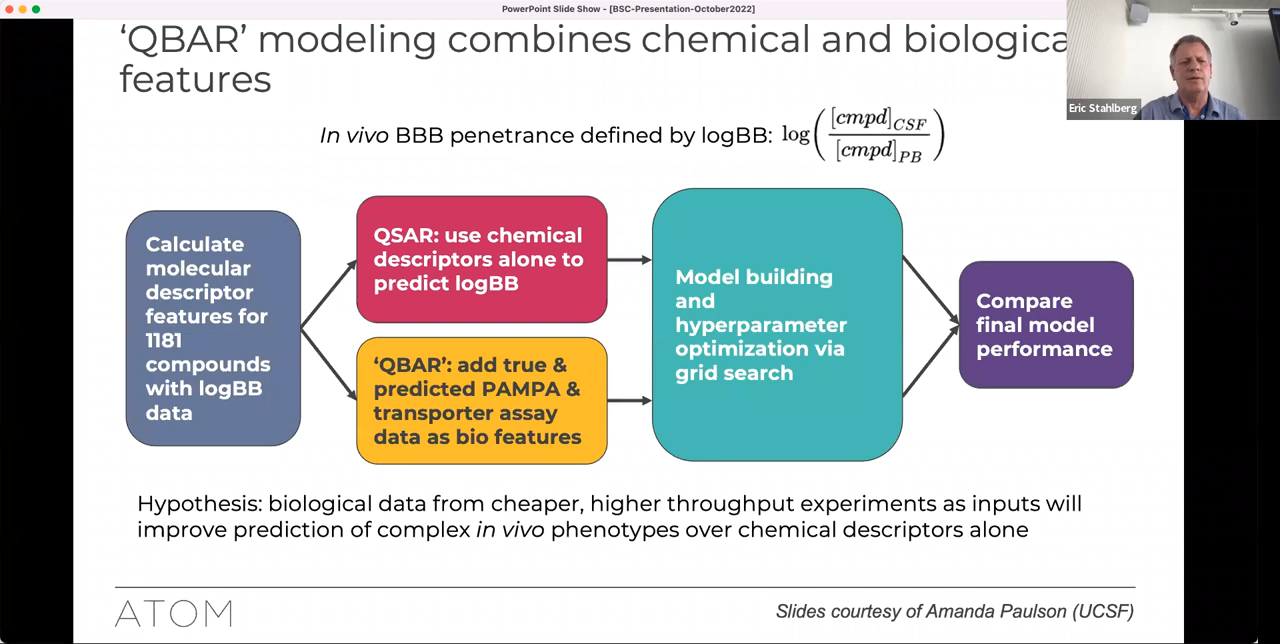 PowerPoint Slide Show - [BSC-Presentation-October2022]
‘QBAR’ modeling combines chemical and biologica
features
Eric Stahlberg
In vivo BBB penetrance defined by logBB: log([cmpd]CSF / [cmpd]PB)
Calculate
molecular
descriptor
features for
1181
compounds
with logBB
data
QSAR: use chemical
descriptors alone to
predict logBB
‘QBAR’: add true &
predicted PAMPA &
transporter assay
data as bio features
Model building
and
hyperparameter
optimization via
grid search
Compare
final model
performance
Hypothesis: biological data from cheaper, higher throughput experiments as inputs will
improve prediction of complex in vivo phenotypes over chemical descriptors alone
ATOM
Slides courtesy of Amanda Paulson (UCSF)